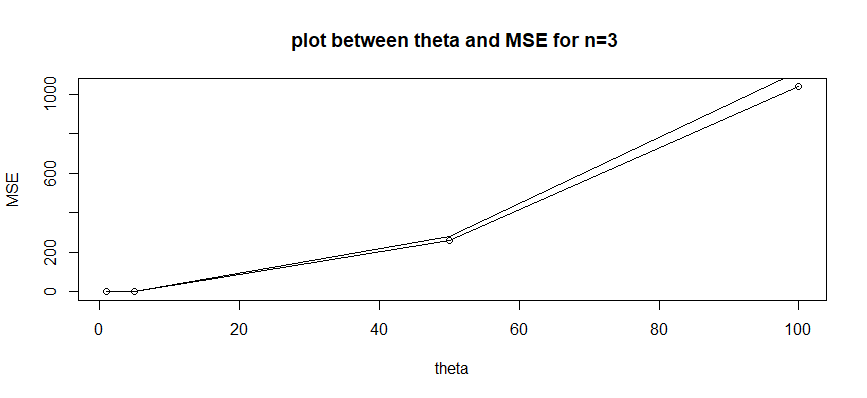 plot between theta and MSE for n=3
MSE
1000
600
200
0
0 20 40 60 80 100
theta